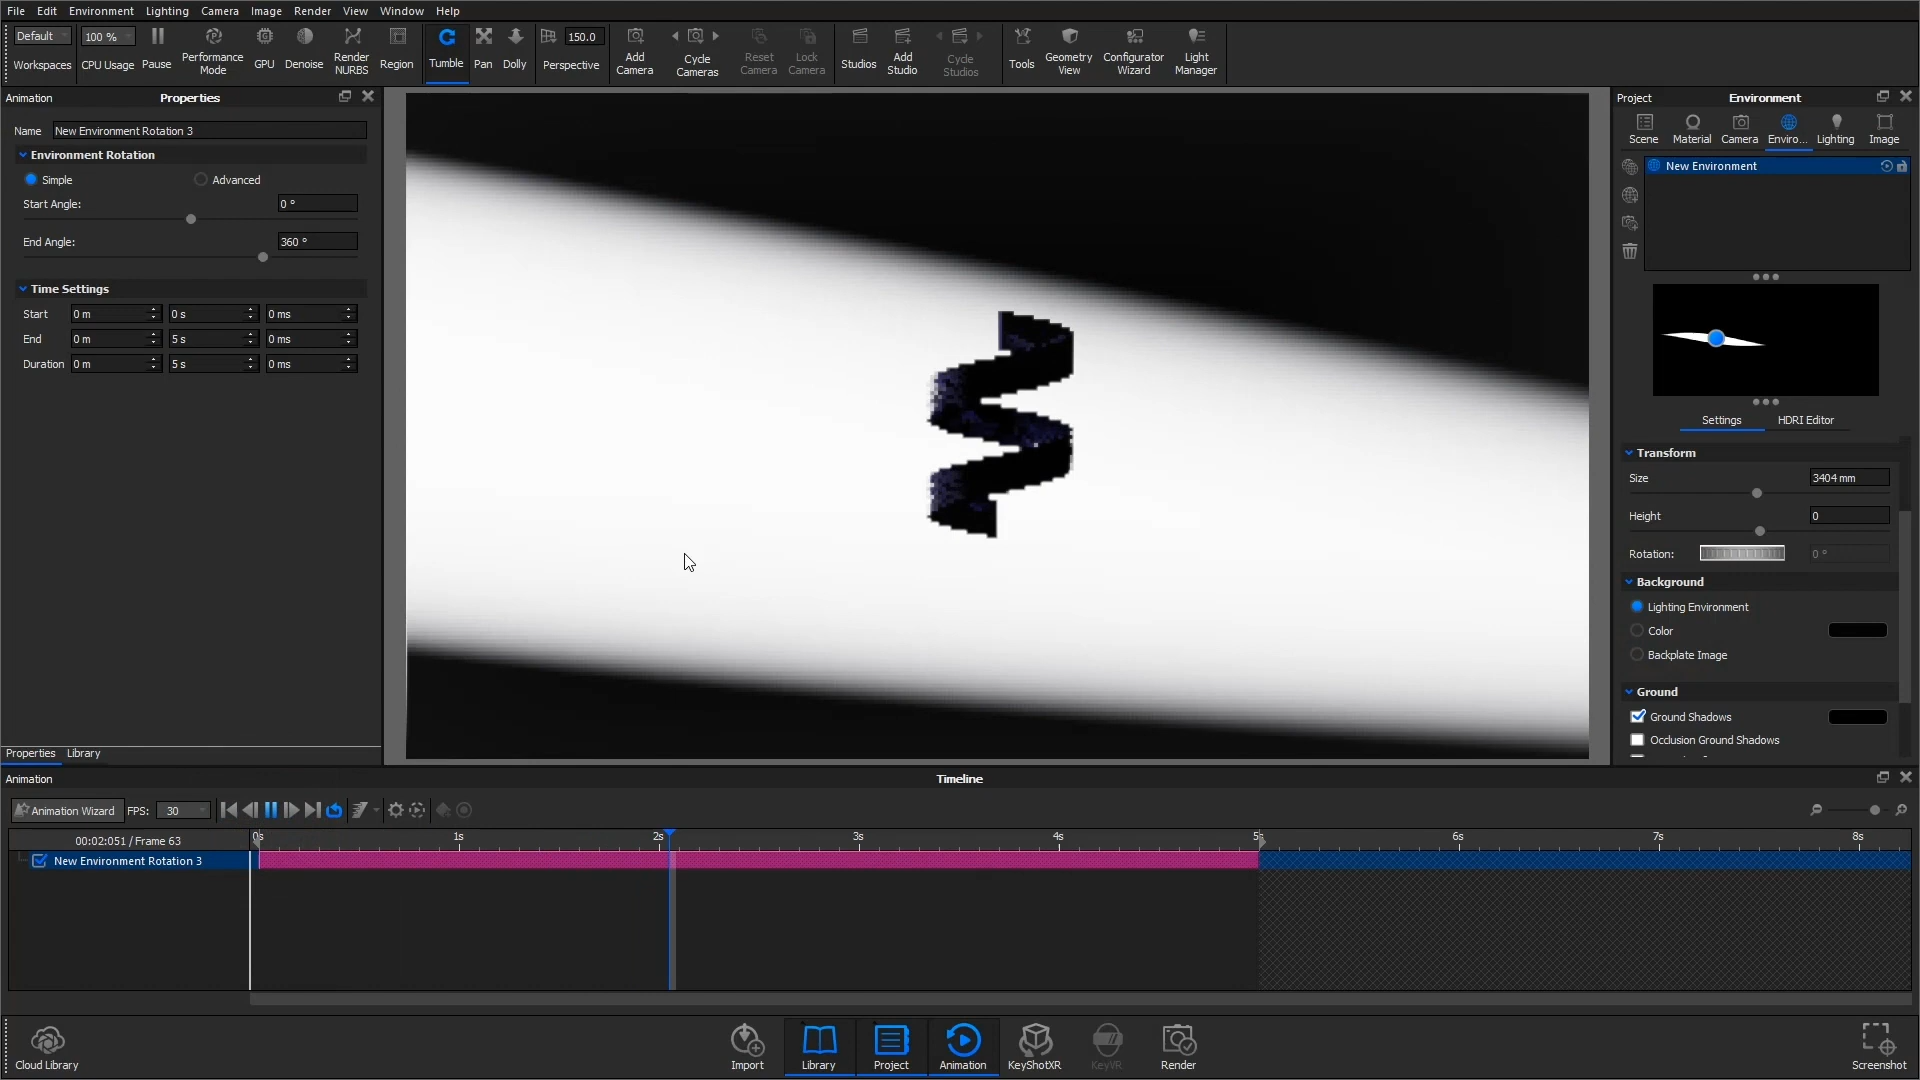 File Edit Environment Lighting Camera Image Render View Window Help
Default 100 % 150.0
Workspaces CPU Usage Pause Performance Mode GPU Denoise Render NURBS Region Tumble Pan Dolly Perspective Add Camera Cycle Cameras Reset Camera Lock Camera Studios Add Studio Cycle Studios Tools Geometry View Configurator Wizard Light Manager
Animation Properties
Name New Environment Rotation 3
Environment Rotation
Simple Advanced
Start Angle: 0 °
End Angle: 360 °
Time Settings
Start 0 m 0 s 0 ms
End 0 m 5 s 0 ms
Duration 0 m 5 s 0 ms
Properties Library
Project Environment
Scene Material Camera Enviro... Lighting Image
New Environment
Settings HDRI Editor
Transform
Size 3404 mm
Height 0
Rotation: 0 °
Background
Lighting Environment
Color
Backplate Image
Ground
Ground Shadows
Occlusion Ground Shadows
Animation Timeline
Animation Wizard FPS: 30
00:02:051 / Frame 63 0s 1s 2s 3s 4s 5s 6s 7s 8s
New Environment Rotation 3
Cloud Library Import Library Project Animation KeyShotXR KeyVR Render Screenshot